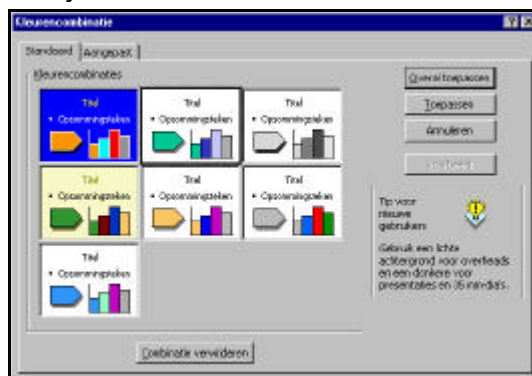 Kleurencombinatie
Standaard Aangepast
Kleurencombinaties
Titel
• Opsommingsteken
Titel
• Opsommingsteken
Titel
• Opsommingsteken
Titel
• Opsommingsteken
Titel
• Opsommingsteken
Titel
• Opsommingsteken
Titel
• Opsommingsteken
Combinatie verwijderen
Overal toepassen
Toepassen
Annuleren
Voorbeeld
Tip voor
nieuwe
gebruikers
Gebruik een lichte
achtergrond voor overheads
en een donkere voor
presentaties en 35 mm-dia's.